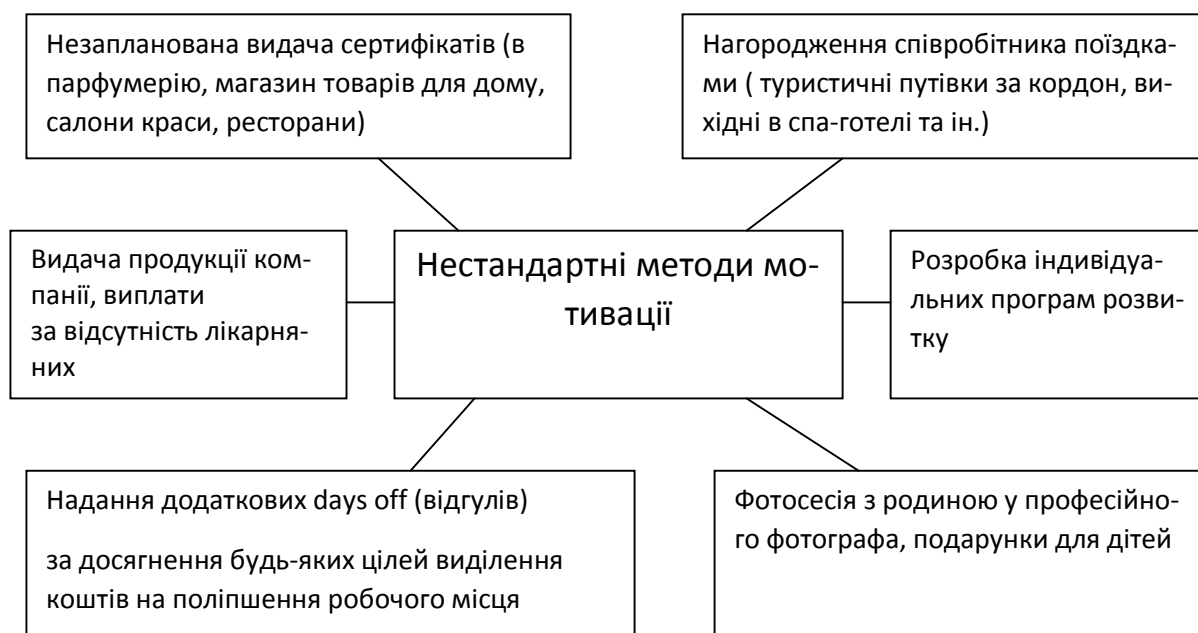 Незапланована видача сертифікатів (в
парфумерію, магазин товарів для дому,
салони краси, ресторани)
Нагородження співробітника поїздка-
ми ( туристичні путівки за кордон, ви-
хідні в спа-готелі та ін.)
Видача продукції ком-
панії, виплати
за відсутність лікарня-
них
Нестандартні методи мо-
тивації
Розробка індивідуа-
льних програм розви-
тку
Надання додаткових days off (відгулів)
за досягнення будь-яких цілей виділення
коштів на поліпшення робочого місця
Фотосесія з родиною у професійно-
го фотографа, подарунки для дітей